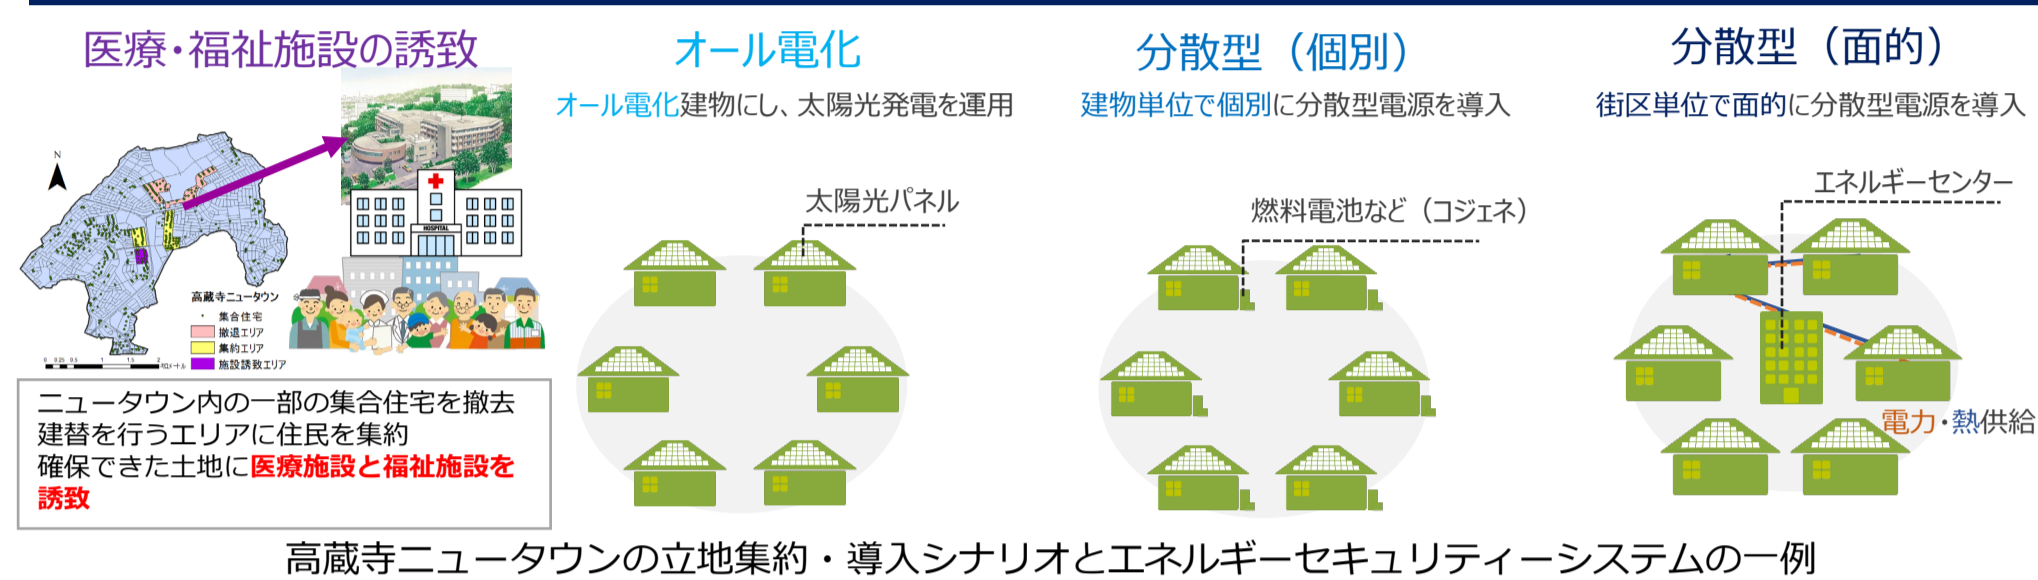 医療・福祉施設の誘致
N
HOSPITAL
高蔵寺ニュータウン
集合住宅
撤退エリア
集約エリア
施設誘致エリア
0 0.25 0.5 1 1.5 2
ニュータウン内の一部の集合住宅を撤去
建替を行うエリアに住民を集約
確保できた土地に医療施設と福祉施設を
誘致
オール電化
オール電化建物にし、太陽光発電を運用
太陽光パネル
分散型（個別）
建物単位で個別に分散型電源を導入
燃料電池など（コジェネ）
分散型（面的）
街区単位で面的に分散型電源を導入
エネルギーセンター
電力・熱供給
高蔵寺ニュータウンの立地集約・導入シナリオとエネルギーセキュリティーシステムの一例